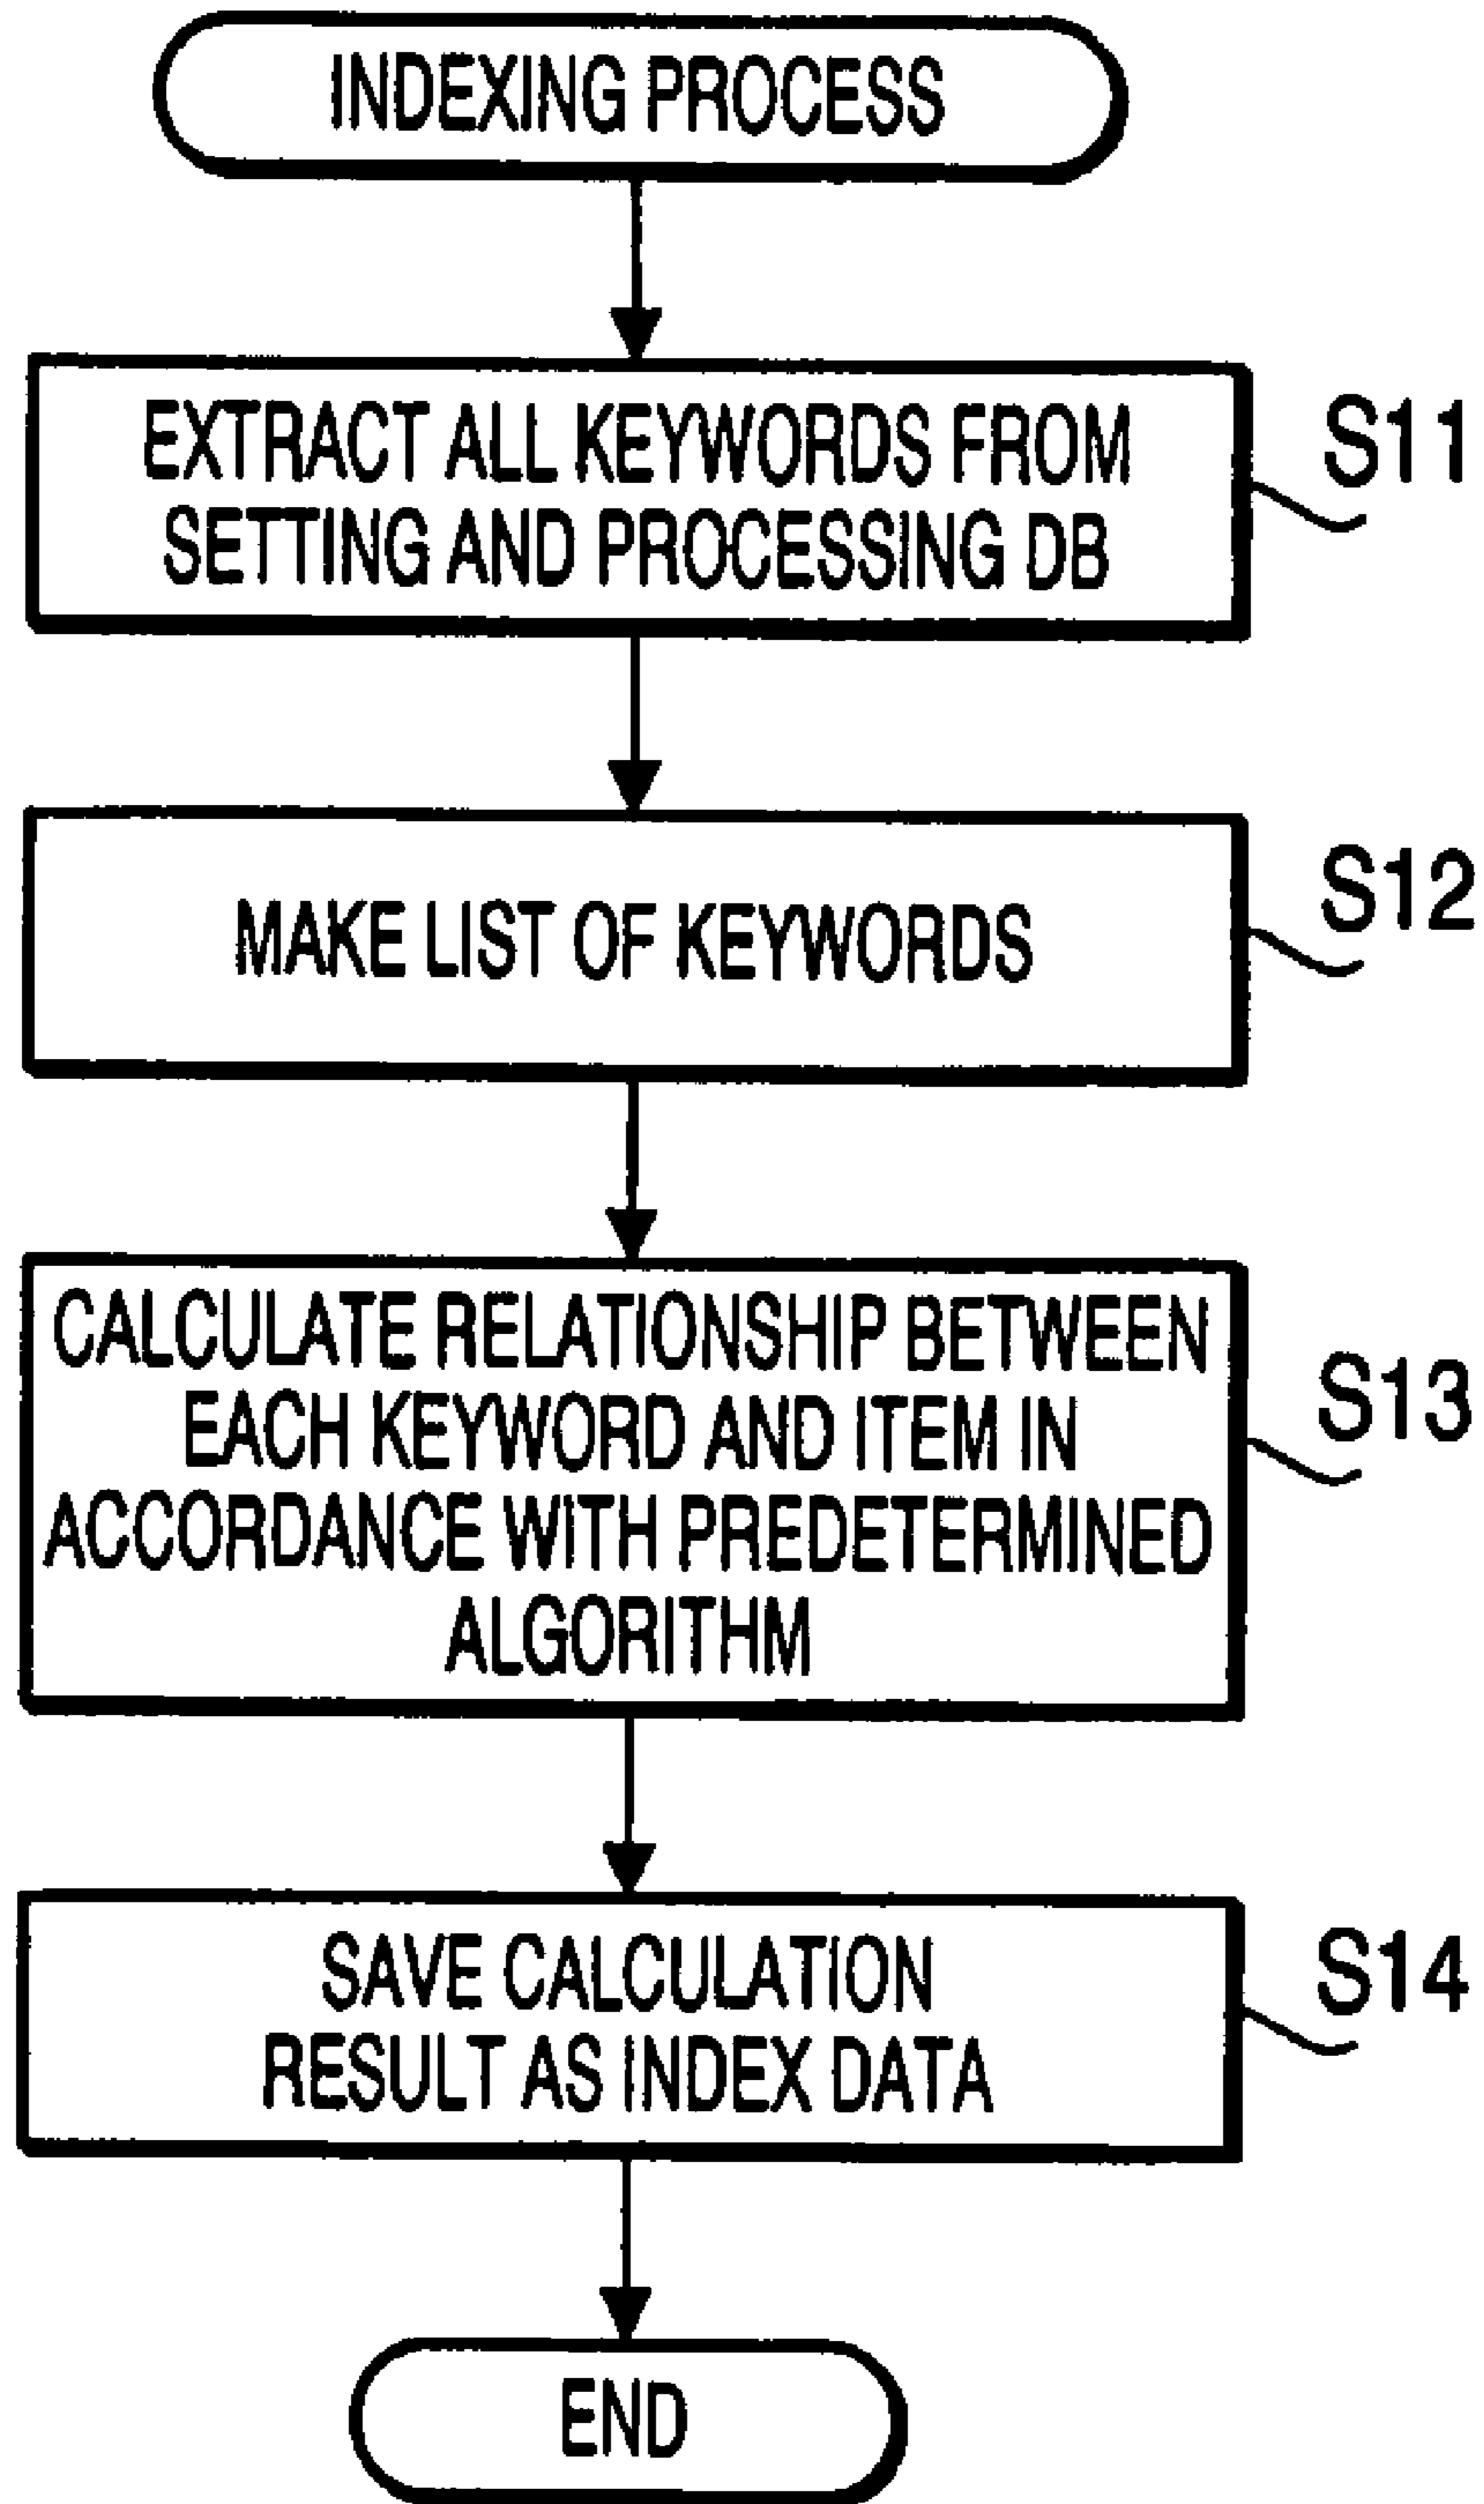 INDEXING PROCESS
EXTRACT ALL KEYWORDS FROM
SETTING AND PROCESSING DB
S11
MAKE LIST OF KEYWORDS
S12
CALCULATE RELATIONSHIP BETWEEN
EACH KEYWORD AND ITEM IN
ACCORDANCE WITH PREDETERMINED
ALGORITHM
S13
SAVE CALCULATION
RESULT AS INDEX DATA
S14
END